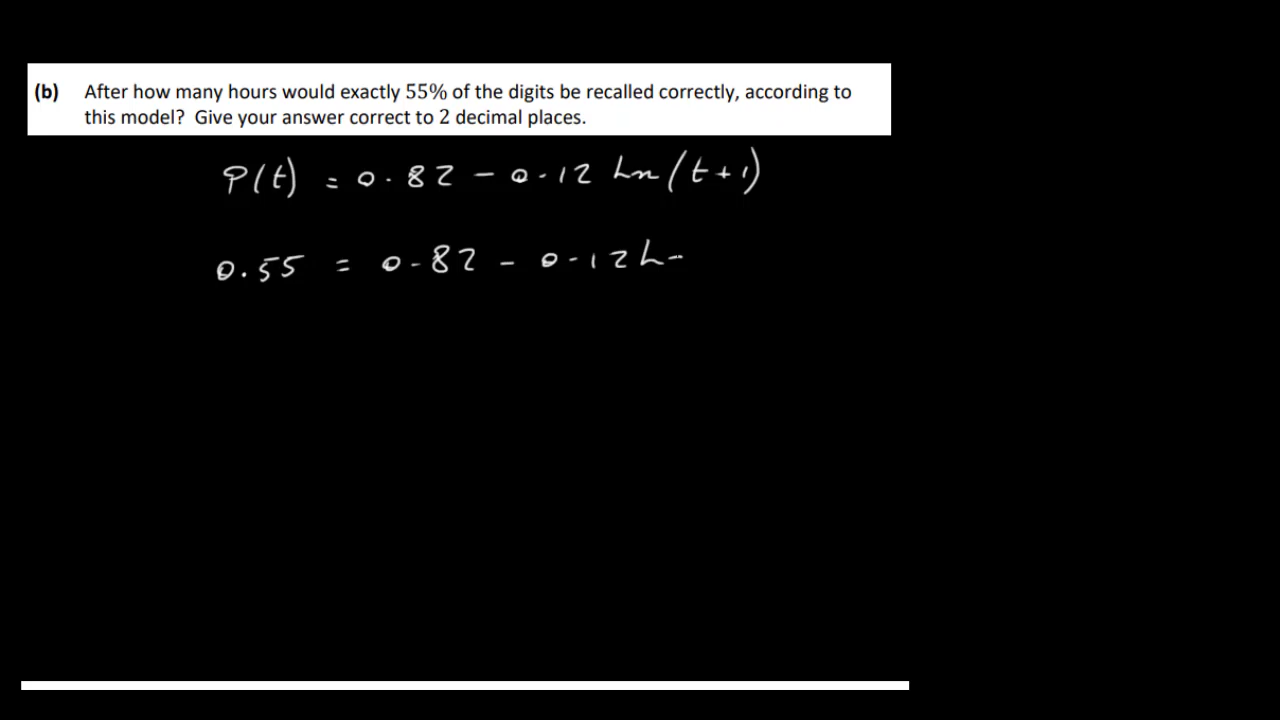 (b) After how many hours would exactly 55% of the digits be recalled correctly, according to
this model? Give your answer correct to 2 decimal places.
P(t) = 0.82 - 0.12 ln(t+1)
0.55 = 0.82 - 0.12 l